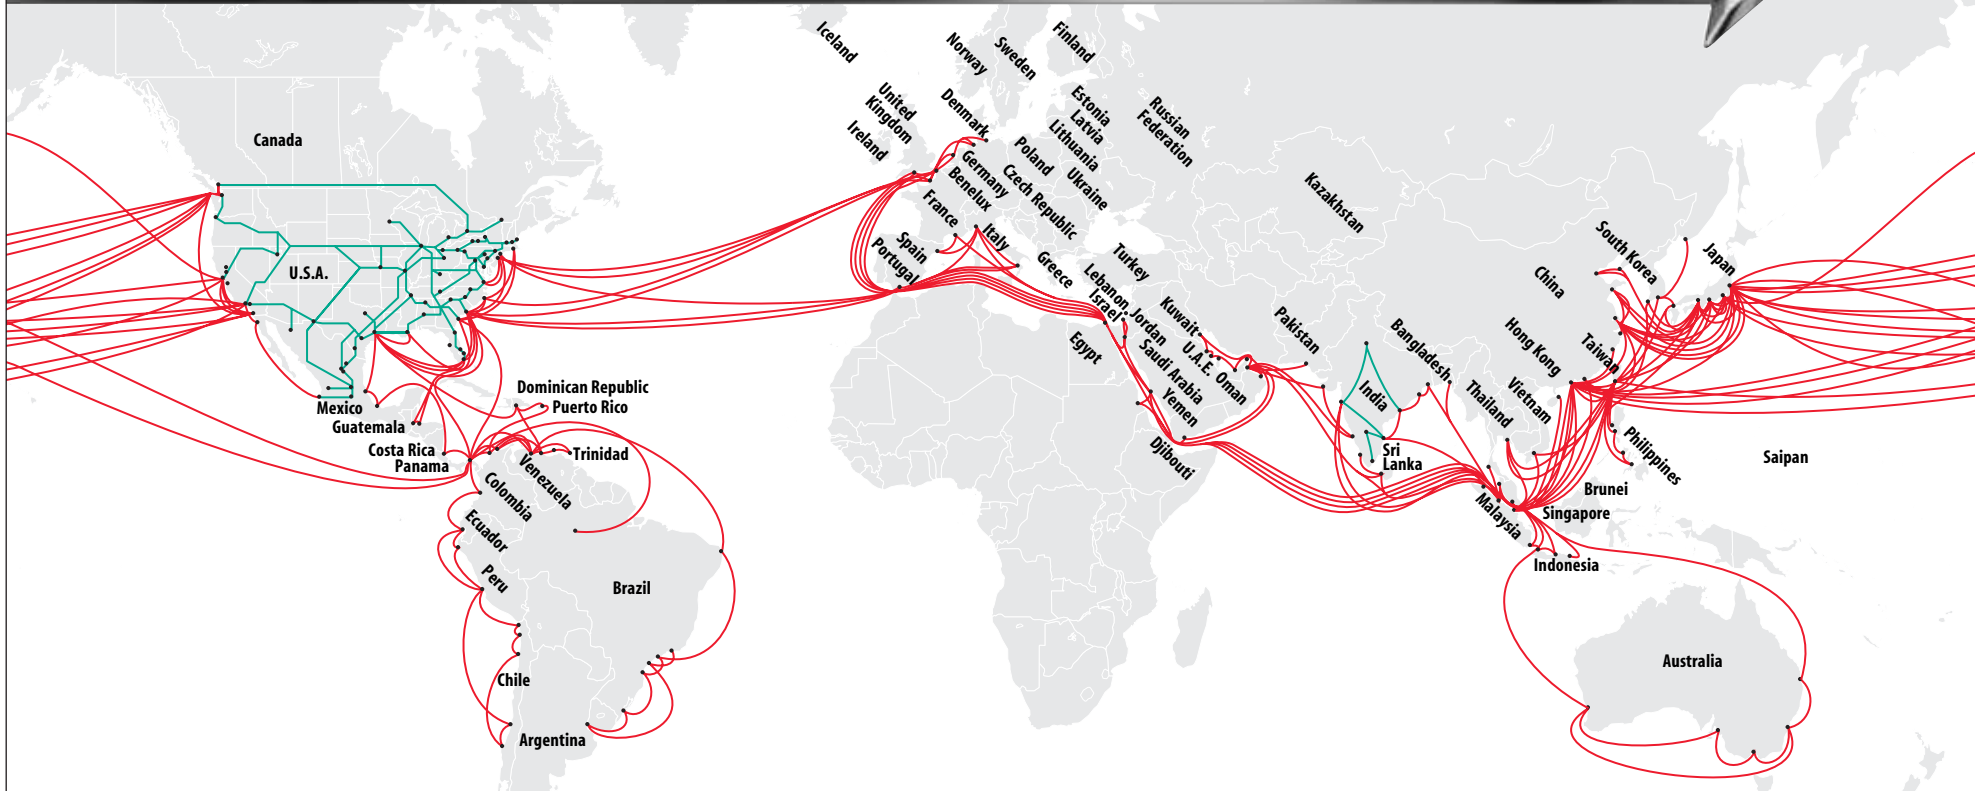 Iceland
Norway
Sweden
Finland
United
Kingdom
Ireland
Denmark
Estonia
Latvia
Lithuania
Russian
Federation
Poland
Germany
Benelux
Czech Republic
Ukraine
France
Kazakhstan
Spain
Portugal
Italy
Greece
Turkey
Lebanon
Israel
Jordan
Egypt
Kuwait
U.A.E.
Oman
Saudi Arabia
Yemen
Djibouti
Pakistan
India
Sri
Lanka
Bangladesh
Thailand
Vietnam
Hong Kong
China
South Korea
Japan
Taiwan
Philippines
Saipan
Brunei
Singapore
Malaysia
Indonesia
Australia
Canada
U.S.A.
Mexico
Guatemala
Costa Rica
Panama
Dominican Republic
Puerto Rico
Trinidad
Venezuela
Colombia
Ecuador
Peru
Brazil
Chile
Argentina